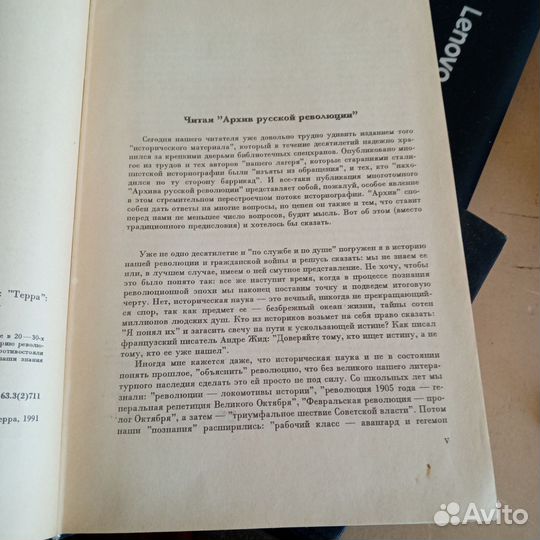 Lenovo
Читая "Архив русской революции"
Сегодня нашего читателя уже довольно трудно удивить изданием того
"исторического материала", который в течение десятилетий надежно хра-
нился за крепкими дверьми библиотечных спецхранов. Опубликовано мно-
гое из трудов и тех авторов "нашего лагеря", которые стараниями стали-
нистской историографии были "изъяты из обращения", и тех, кто "нахо-
дился по ту сторону баррикад". И все-таки публикация многотомного
"Архива русской революции" представляет собой, пожалуй, особое явление
в этом стремительном перестроечном потоке историографии. "Архив" спо-
собен дать ответы на многие вопросы, но ценен он также и тем, что ставит
перед нами не меньшее число вопросов, будит мысль. Вот об этом (вместо
традиционного предисловия) и хотелось бы сказать.
Уже не одно десятилетие я "по службе и по душе" погружен я в историю
нашей революции и гражданской войны и рискусь сказать: мы не знаем ее
или, в лучшем случае, имеем о ней смутное представление. Не хочу, чтобы
это было понято так: все же наступит время, когда в процессе познания
революционной эпохи мы наконец поставим точку и подведем итоговую
черту. Нет, историческая наука — это вечный, никогда не прекращающий-
ся спор, так как предмет ее — безбрежный океан жизни, тайны сотен
миллионов людских душ. Кто из историков возьмет на себя право сказать:
"Я понял их" и загасить свечу на пути к ускользающей истине? Как писал
французский писатель Андре Жид: "Доверяйте тому, кто ищет истину, а не
тому, кто ее уже нашел".
Иногда мне кажется даже, что историческая наука и не в состоянии
понять прошлое, "объяснить" революцию, что без великого нашего литера-
турного наследия сделать это ей просто не под силу. Со школьных лет мы
знали: "революции — локомотивы истории", "революция 1905 года — ге-
неральная репетиция Великого Октября", "Февральская революция — про-
лог Октября", а затем — "триумфальное шествие Советской власти". Потом
наши "познания" расширились: "рабочий класс — авангард и гегемон
V
: "Терра":
е в 20—30-х
орию револю-
ротивостояли
ваши знания
63.3(2)711
ерра, 1991
Avito